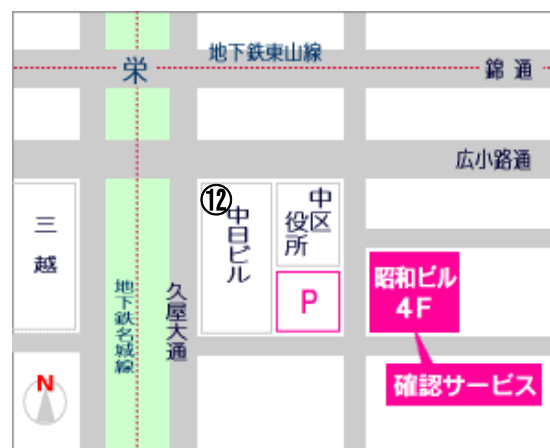 地下鉄東山線
栄
錦通
広小路通
三越
⑫
中日ビル
中区
役所
地下鉄名城線
久屋大通
P
昭和ビル
4F
確認サービス
N